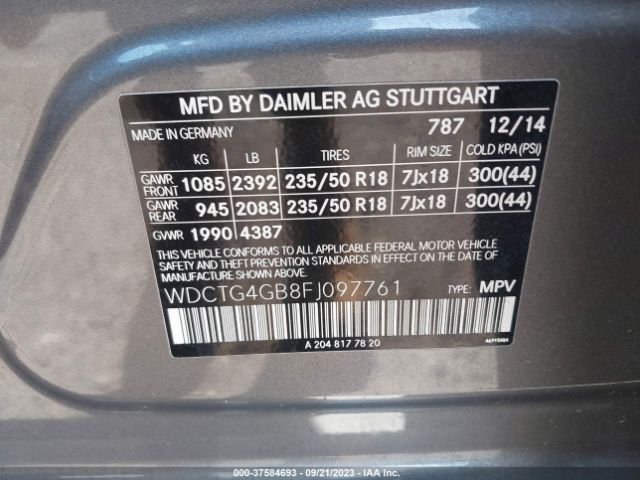 MFD BY DAIMLER AG STUTTGART
MADE IN GERMANY 787 12/14
KG LB TIRES RIM SIZE COLD KPA (PSI)
GAWR FRONT 1085 2392 235/50 R18 7Jx18 300(44)
GAWR REAR 945 2083 235/50 R18 7Jx18 300(44)
GVWR 1990 4387
THIS VEHICLE CONFORMS TO ALL APPLICABLE FEDERAL MOTOR VEHICLE
SAFETY, BUMPER, AND THEFT PREVENTION STANDARDS IN EFFECT ON THE
DATE OF MANUFACTURE SHOWN ABOVE.
WDCTG4GB8FJ097761 TYPE: MPV
A 204 817 78 20
000-37584693 - 09/21/2023 - IAA Inc.